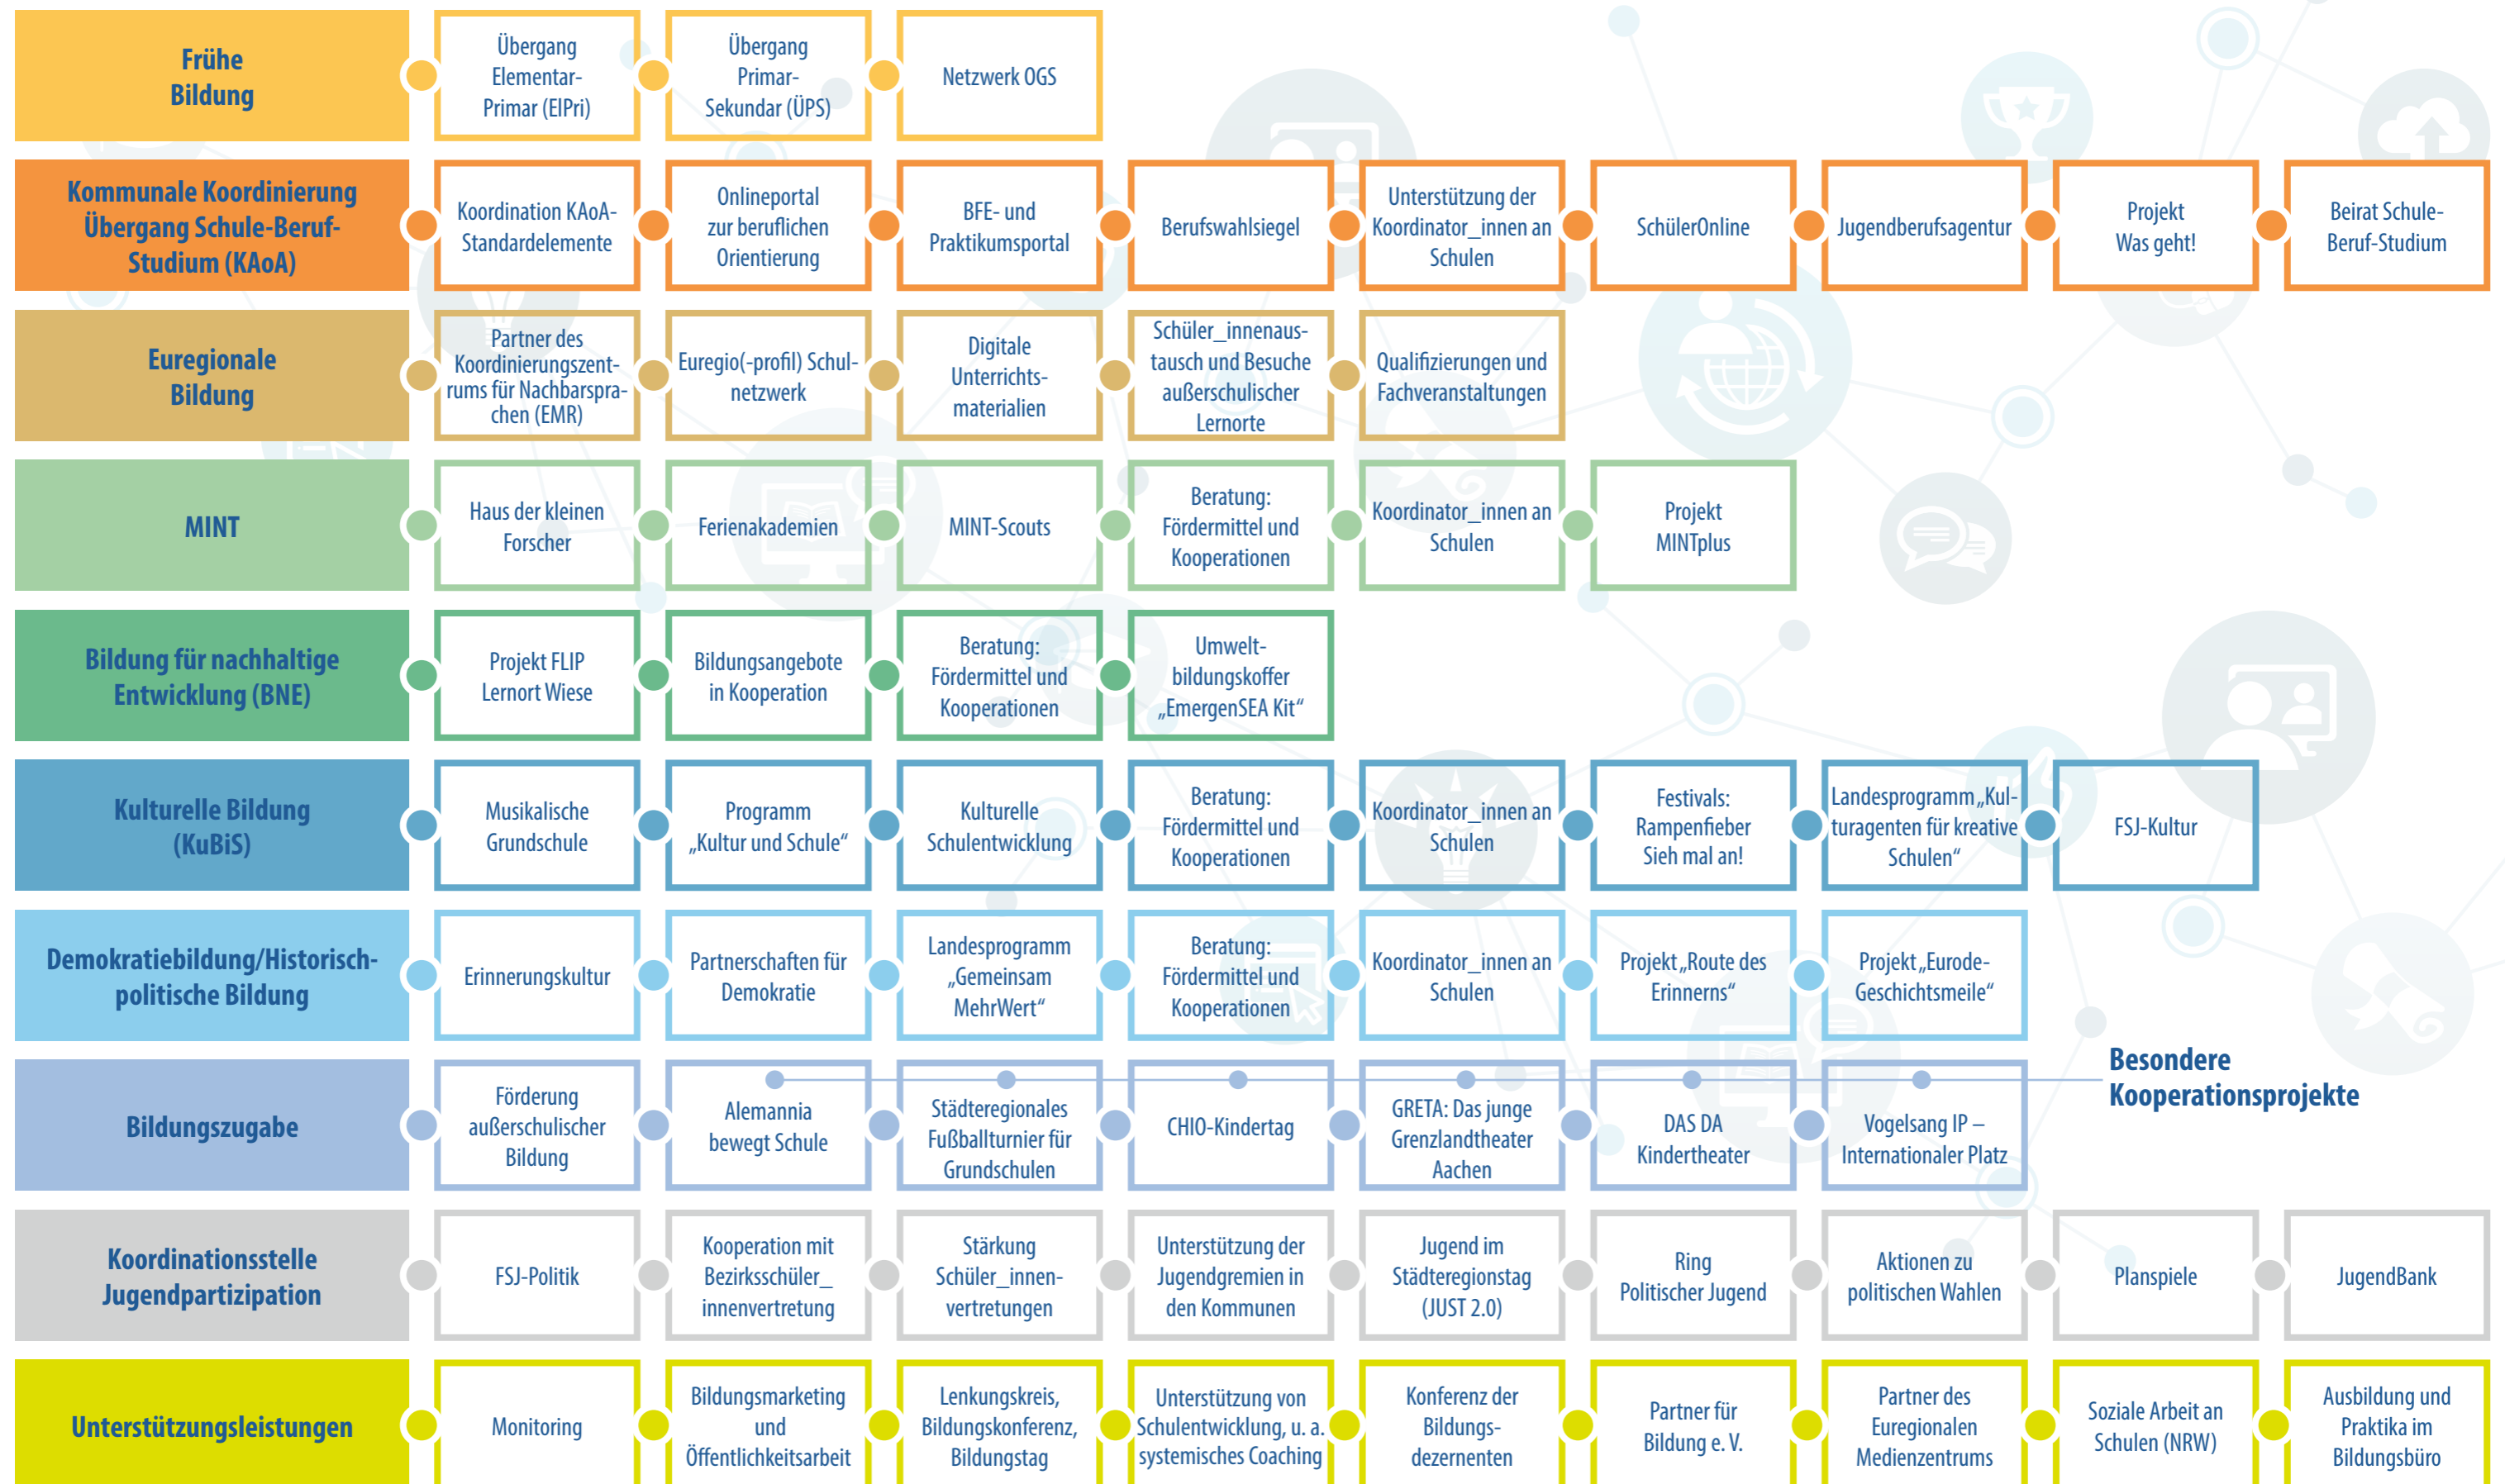 Frühe
Bildung
Übergang
Elementar-
Primar (ElPri)
Übergang
Primar-
Sekundar (ÜPS)
Netzwerk OGS
Kommunale Koordinierung
Übergang Schule-Beruf-
Studium (KAoA)
Koordination KAoA-
Standardelemente
Onlineportal
zur beruflichen
Orientierung
BFE- und
Praktikumsportal
Berufswahlsiegel
Unterstützung der
Koordinator_innen an
Schulen
SchülerOnline
Jugendberufsagentur
Projekt
Was geht!
Beirat Schule-
Beruf-Studium
Euregionale
Bildung
Partner des
Koordinierungszent-
rums für Nachbarspra-
chen (EMR)
Euregio(-profil) Schul-
netzwerk
Digitale
Unterrichts-
materialien
Schüler_innenaus-
tausch und Besuche
außerschulischer
Lernorte
Qualifizierungen und
Fachveranstaltungen
MINT
Haus der kleinen
Forscher
Ferienakademien
MINT-Scouts
Beratung:
Fördermittel und
Kooperationen
Koordinator_innen an
Schulen
Projekt
MINTplus
Bildung für nachhaltige
Entwicklung (BNE)
Projekt FLIP
Lernort Wiese
Bildungsangebote
in Kooperation
Beratung:
Fördermittel und
Kooperationen
Umwelt-
bildungskoffer
„EmergenSEA Kit“
Kulturelle Bildung
(KuBiS)
Musikalische
Grundschule
Programm
„Kultur und Schule“
Kulturelle
Schulentwicklung
Beratung:
Fördermittel und
Kooperationen
Koordinator_innen an
Schulen
Festivals:
Rampenfieber
Sieh mal an!
Landesprogramm „Kul-
turagenten für kreative
Schulen“
FSJ-Kultur
Demokratiebildung/Historisch-
politische Bildung
Erinnerungskultur
Partnerschaften für
Demokratie
Landesprogramm
„Gemeinsam
MehrWert“
Beratung:
Fördermittel und
Kooperationen
Koordinator_innen an
Schulen
Projekt „Route des
Erinnerns“
Projekt „Eurode-
Geschichtsmeile“
Bildungszugabe
Förderung
außerschulischer
Bildung
Alemannia
bewegt Schule
Städteregionales
Fußballturnier für
Grundschulen
CHIO-Kindertag
GRETA: Das junge
Grenzlandtheater
Aachen
DAS DA
Kindertheater
Vogelsang IP –
Internationaler Platz
Besondere
Kooperationsprojekte
Koordinationsstelle
Jugendpartizipation
FSJ-Politik
Kooperation mit
Bezirksschüler_
innenvertretung
Stärkung
Schüler_innen-
vertretungen
Unterstützung der
Jugendgremien in
den Kommunen
Jugend im
Städteregionstag
(JUST 2.0)
Ring
Politischer Jugend
Aktionen zu
politischen Wahlen
Planspiele
JugendBank
Unterstützungsleistungen
Monitoring
Bildungsmarketing
und
Öffentlichkeitsarbeit
Lenkungskreis,
Bildungskonferenz,
Bildungstag
Unterstützung von
Schulentwicklung, u. a.
systemisches Coaching
Konferenz der
Bildungs-
dezernenten
Partner für
Bildung e. V.
Partner des
Euregionalen
Medienzentrums
Soziale Arbeit an
Schulen (NRW)
Ausbildung und
Praktika im
Bildungsbüro